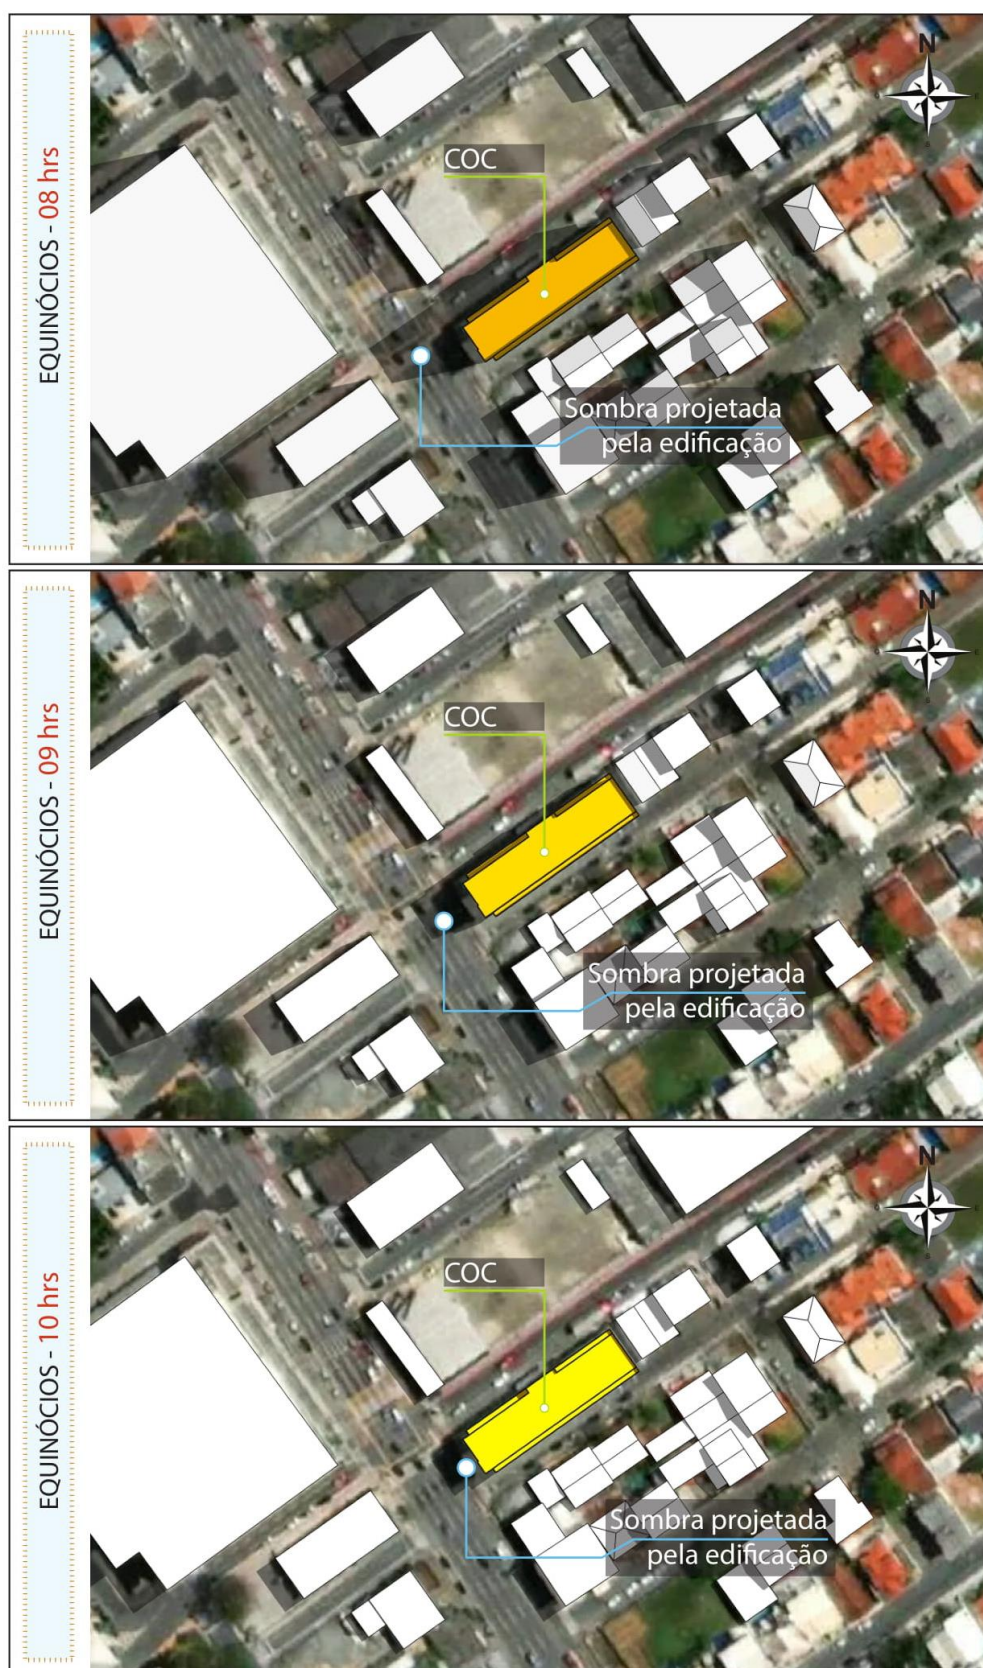 EQUINÓCIOS - 08 hrs
N
COC
Sombra projetada
pela edificação
EQUINÓCIOS - 09 hrs
N
COC
Sombra projetada
pela edificação
EQUINÓCIOS - 10 hrs
N
COC
Sombra projetada
pela edificação